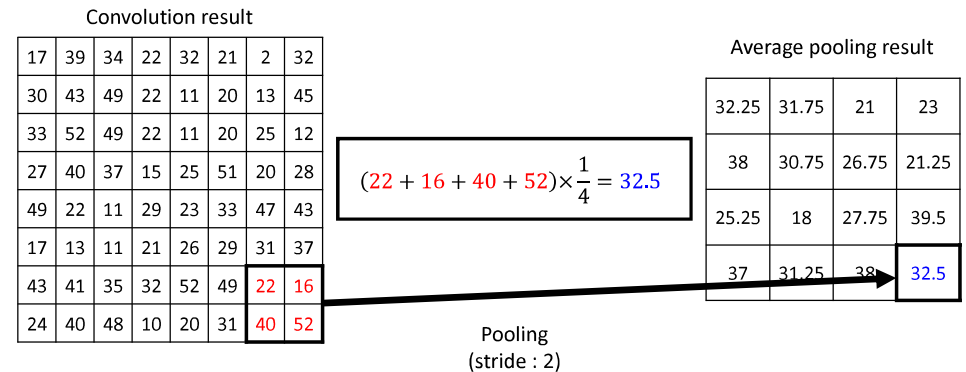 Convolution result
17 39 34 22 32 21 2 32
30 43 49 22 11 20 13 45
33 52 49 22 11 20 25 12
27 40 37 15 25 51 20 28
49 22 11 29 23 33 47 43
17 13 11 21 26 29 31 37
43 41 35 32 52 49 22 16
24 40 48 10 20 31 40 52
(22 + 16 + 40 + 52)×1/4 = 32.5
Average pooling result
32.25 31.75 21 23
38 30.75 26.75 21.25
25.25 18 27.75 39.5
37 31.25 38 32.5
Pooling
(stride : 2)